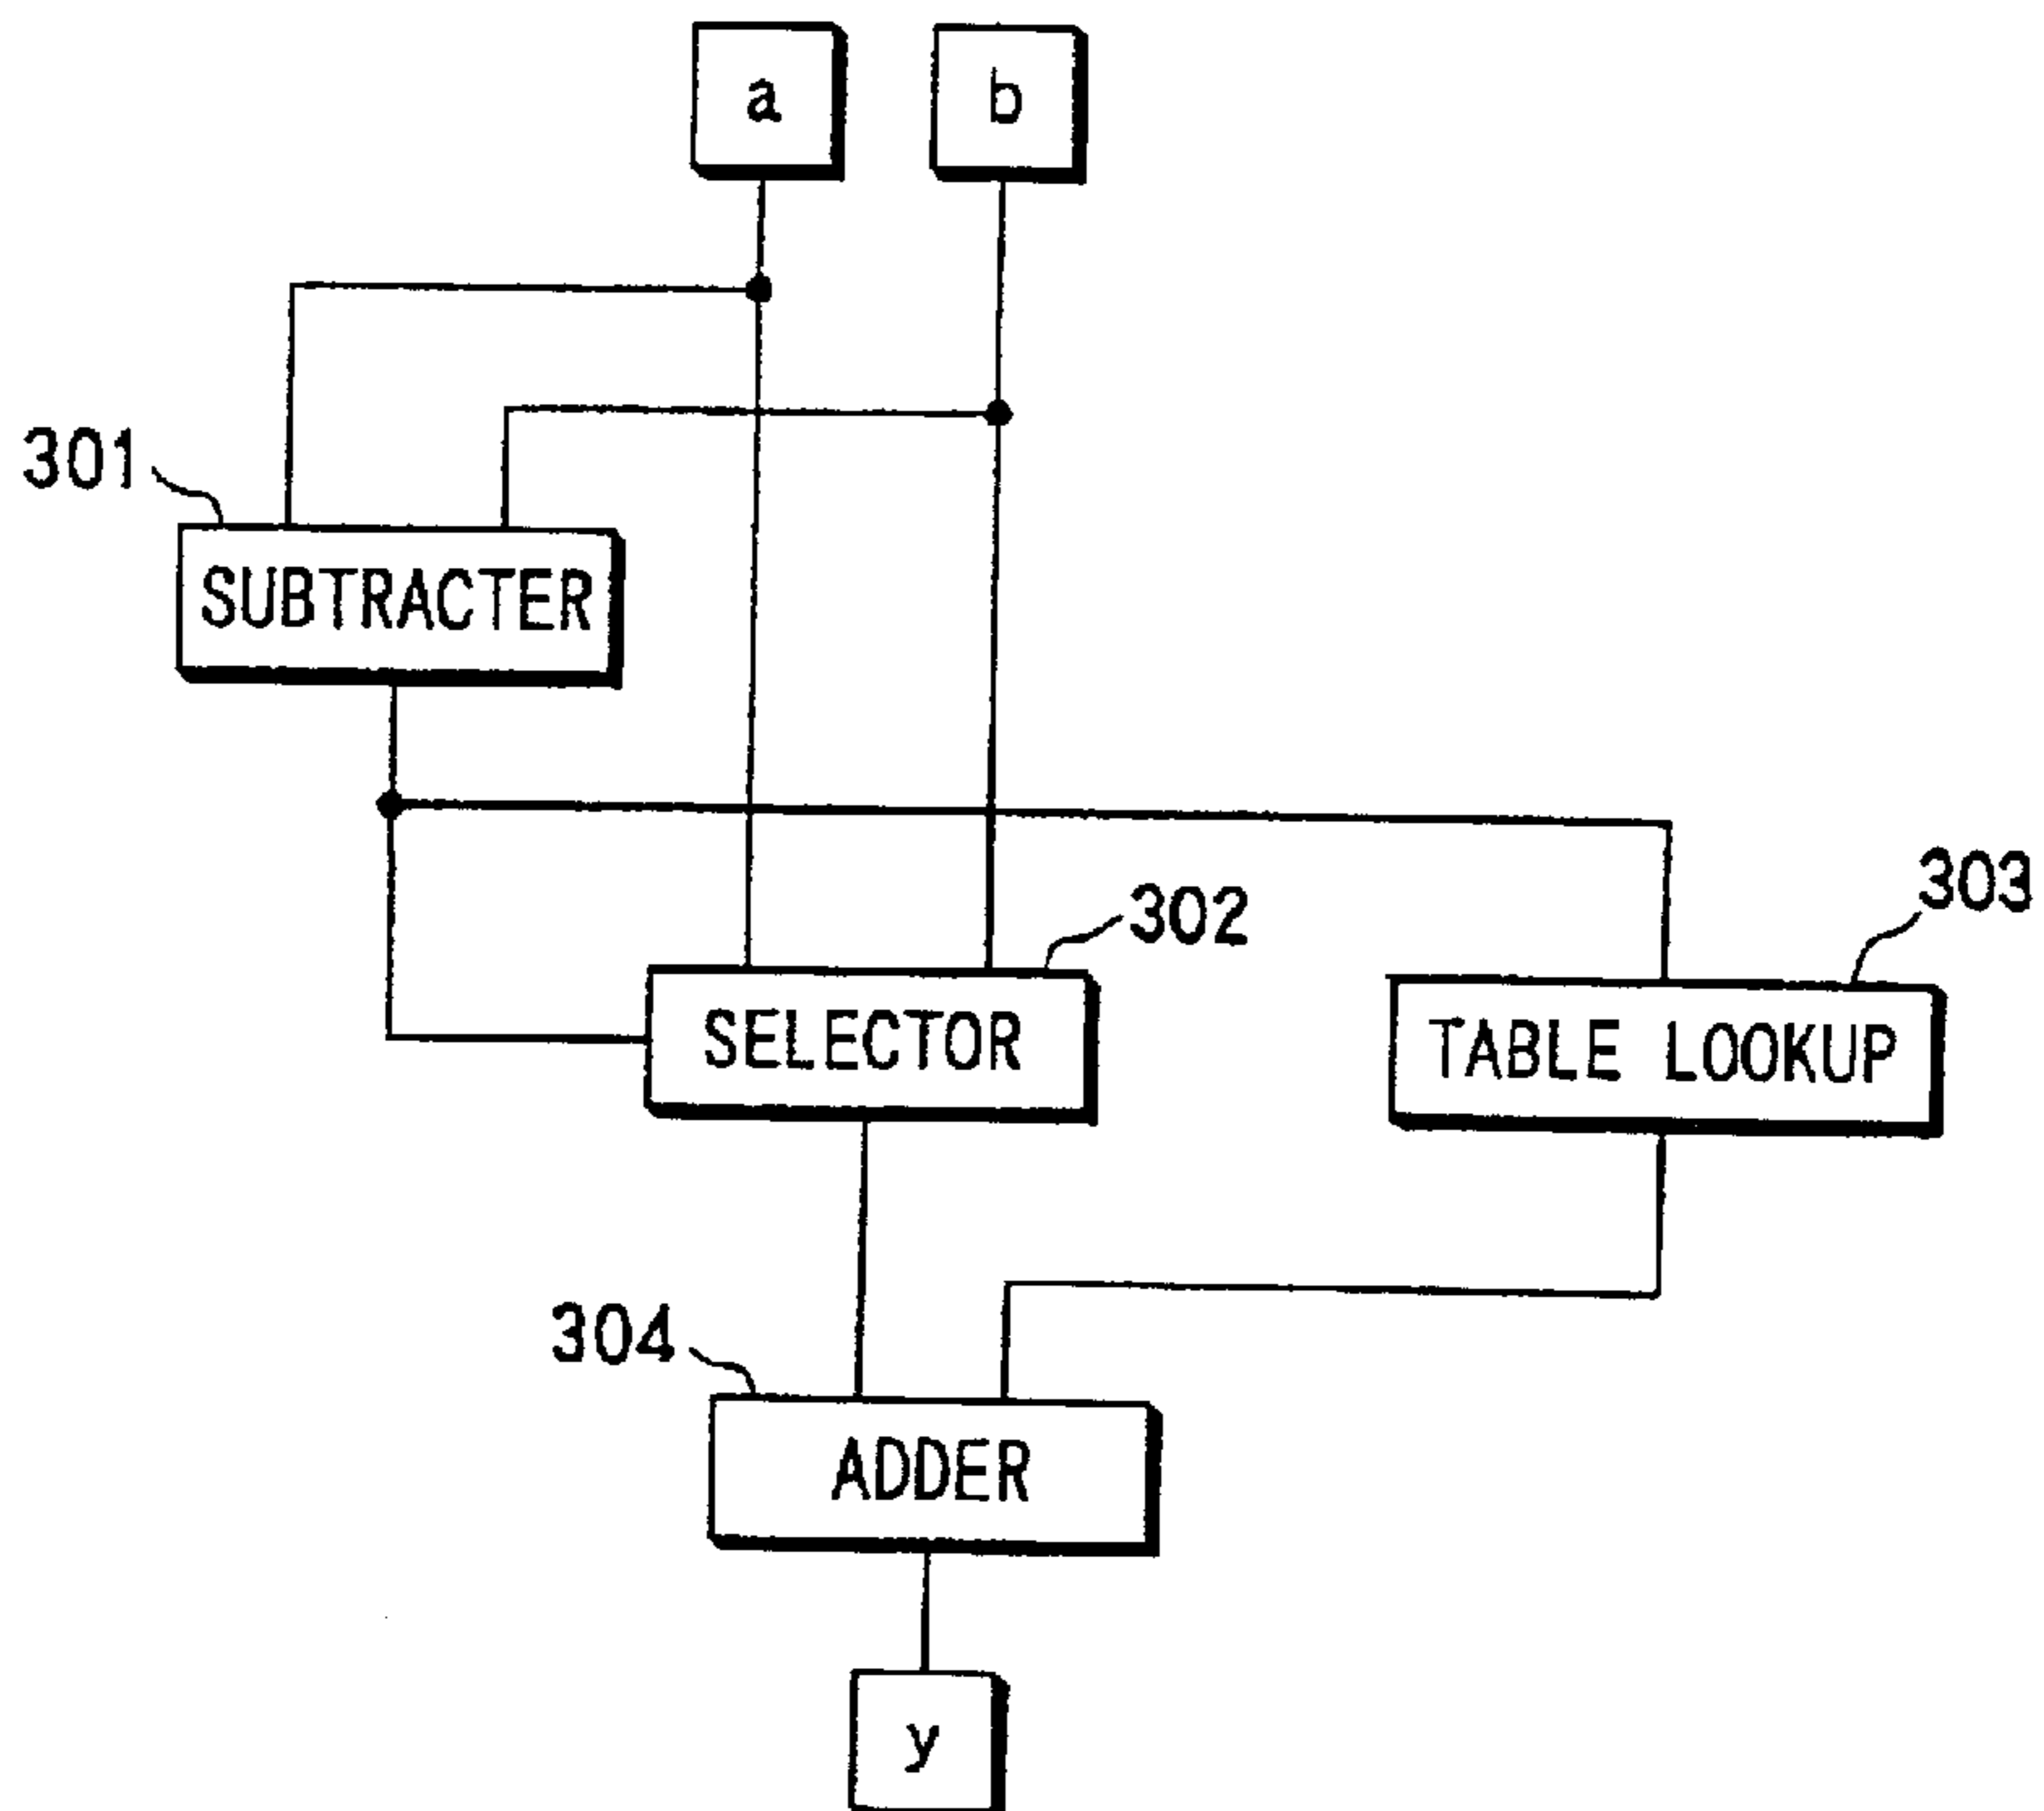 a
b
301
SUBTRACTER
302
303
SELECTOR
TABLE LOOKUP
304
ADDER
y